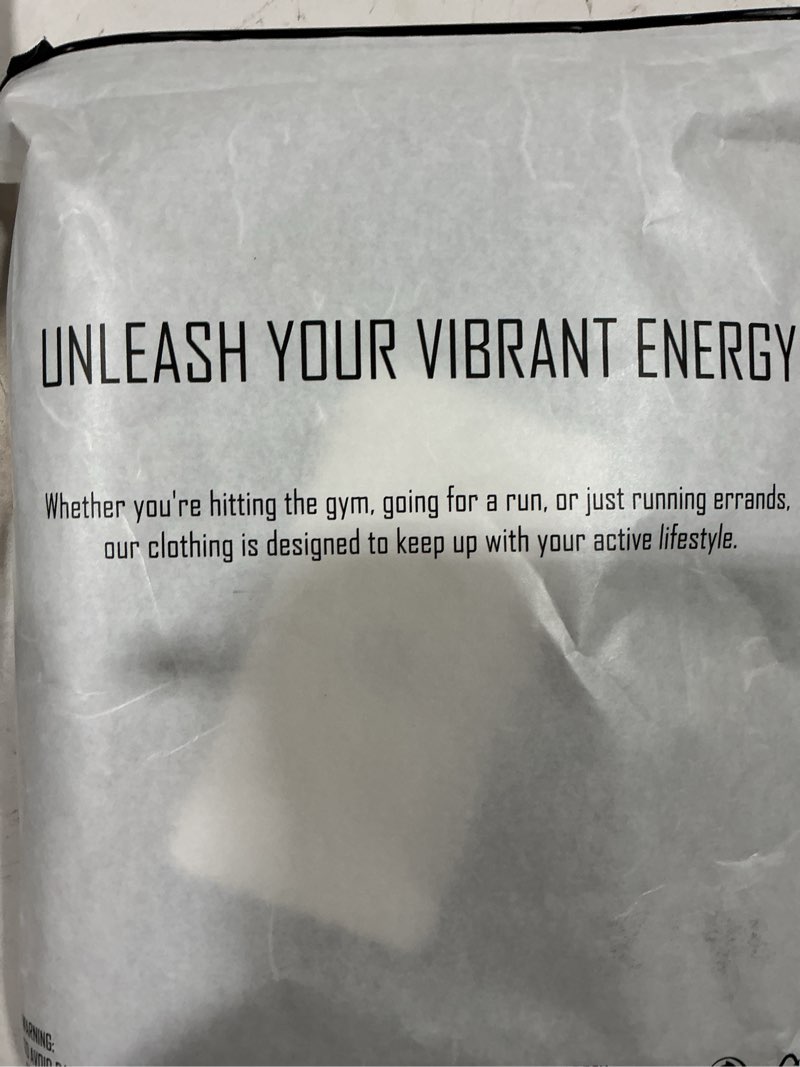 UNLEASH YOUR VIBRANT ENERGY
Whether you're hitting the gym, going for a run, or just running errands,
our clothing is designed to keep up with your active lifestyle.